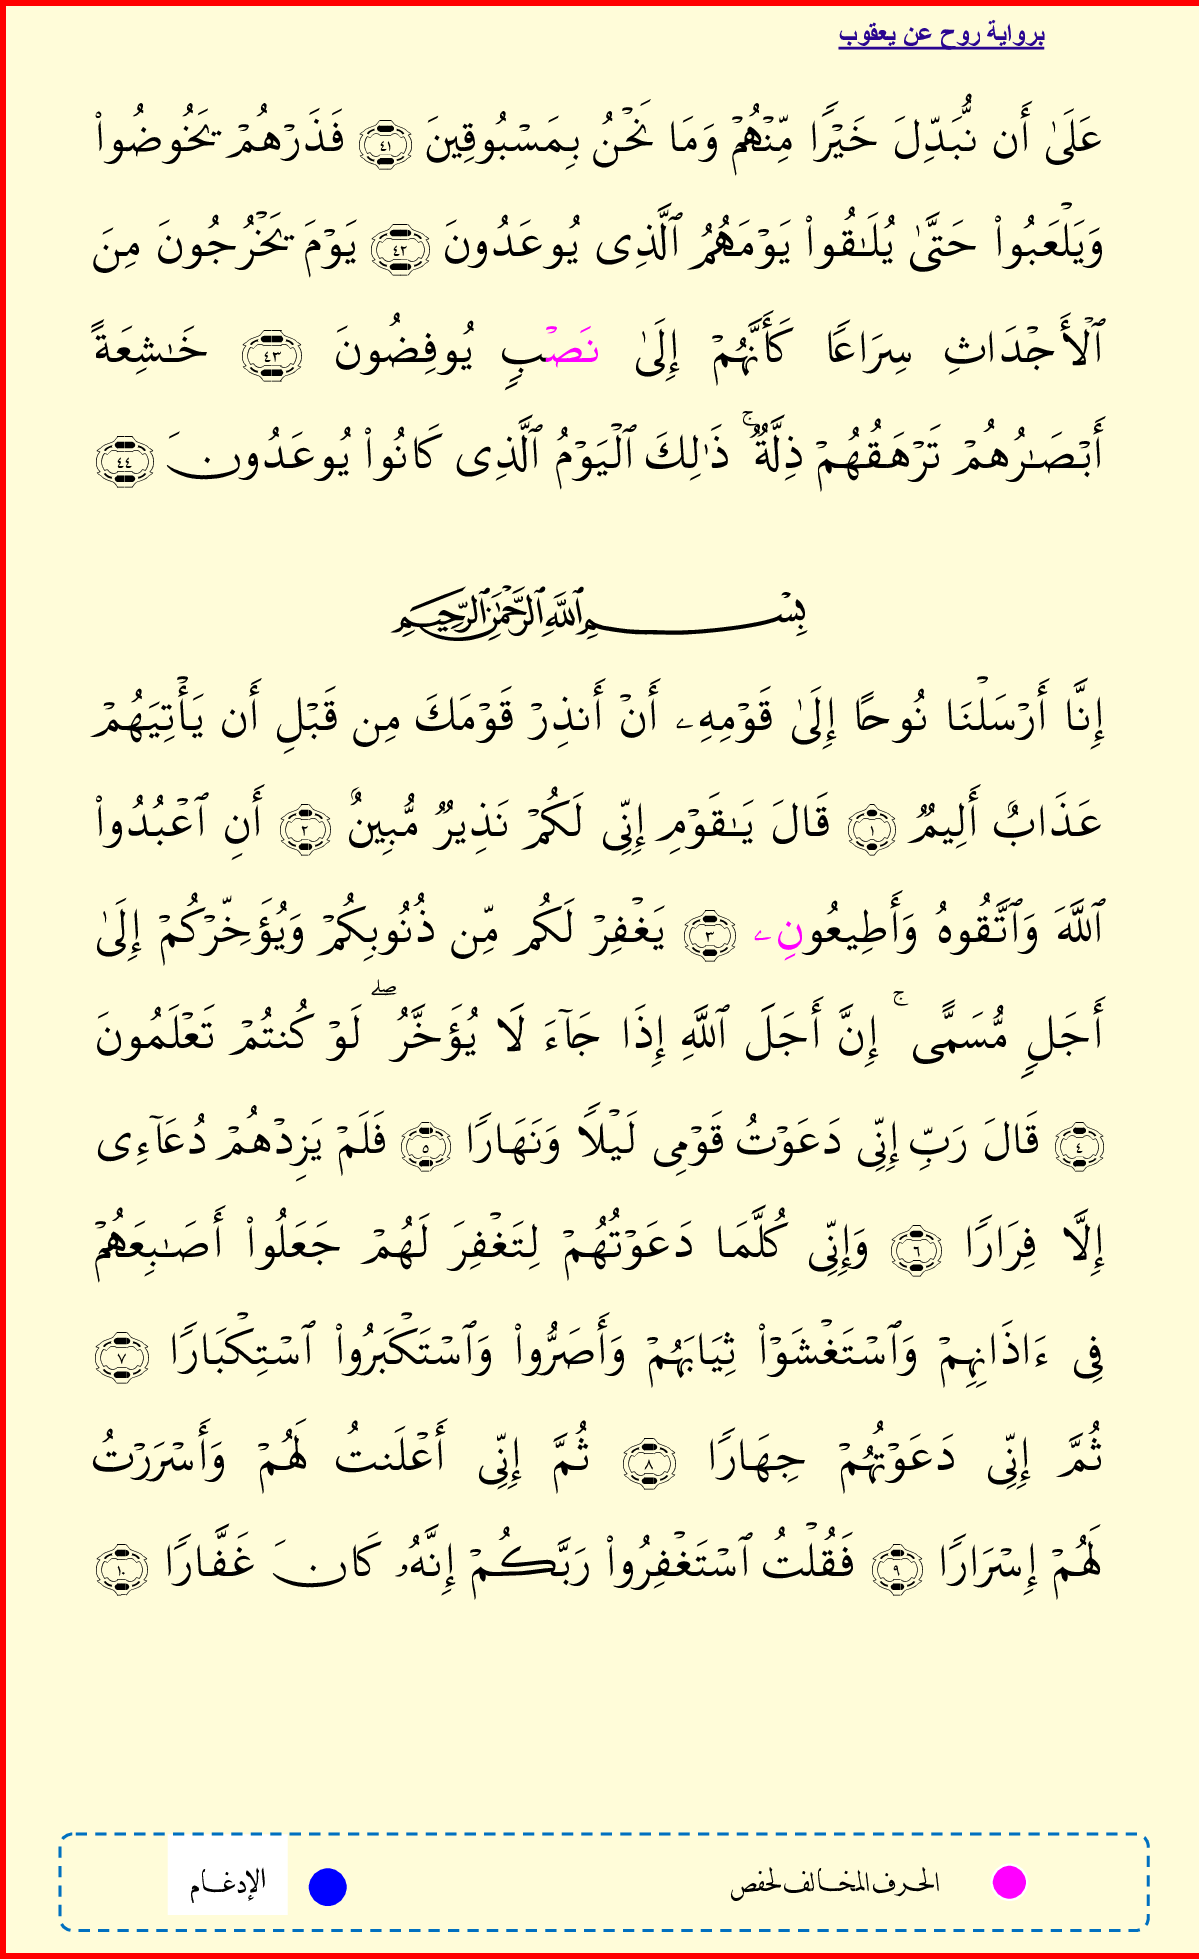 برواية روح عن يعقوب
عَلَىٰٓ أَن نُّبَدِّلَ خَيۡرٗا مِّنۡهُمۡ وَمَا نَحۡنُ بِمَسۡبُوقِينَ ٤١ فَذَرۡهُمۡ يَخُوضُواْ
وَيَلۡعَبُواْ حَتَّىٰ يُلَٰقُواْ يَوۡمَهُمُ ٱلَّذِي يُوعَدُونَ ٤٢ يَوۡمَ يَخۡرُجُونَ مِنَ
ٱلۡأَجۡدَاثِ سِرَاعٗا كَأَنَّهُمۡ إِلَىٰ نَصۡبٖ يُوفِضُونَ ٤٣ خَٰشِعَةً
أَبۡصَٰرُهُمۡ تَرۡهَقُهُمۡ ذِلَّةٞۚ ذَٰلِكَ ٱلۡيَوۡمُ ٱلَّذِي كَانُواْ يُوعَدُونَ ٤٤
بِسۡمِ ٱللَّهِ ٱلرَّحۡمَٰنِ ٱلرَّحِيمِ
إِنَّا أَرۡسَلۡنَا نُوحًا إِلَىٰ قَوۡمِهِۦ أَنۡ أَنذِرۡ قَوۡمَكَ مِن قَبۡلِ أَن يَأۡتِيَهُمۡ
عَذَابٌ أَلِيمٞ ١ قَالَ يَٰقَوۡمِ إِنِّي لَكُمۡ نَذِيرٞ مُّبِينٌ ٢ أَنِ ٱعۡبُدُواْ
ٱللَّهَ وَٱتَّقُوهُ وَأَطِيعُونِۦ ٣ يَغۡفِرۡ لَكُم مِّن ذُنُوبِكُمۡ وَيُؤَخِّرۡكُمۡ إِلَىٰ
أَجَلٖ مُّسَمًّىۚ إِنَّ أَجَلَ ٱللَّهِ إِذَا جَآءَ لَا يُؤَخَّرُۖ لَوۡ كُنتُمۡ تَعۡلَمُونَ
٤ قَالَ رَبِّ إِنِّي دَعَوۡتُ قَوۡمِي لَيۡلٗا وَنَهَارٗا ٥ فَلَمۡ يَزِدۡهُمۡ دُعَآءِي
إِلَّا فِرَارٗا ٦ وَإِنِّي كُلَّمَا دَعَوۡتُهُمۡ لِتَغۡفِرَ لَهُمۡ جَعَلُواْ أَصَٰبِعَهُمۡ
فِي ءَاذَانِهِمۡ وَٱسۡتَغۡشَوۡاْ ثِيَابَهُمۡ وَأَصَرُّواْ وَٱسۡتَكۡبَرُواْ ٱسۡتِكۡبَارٗا ٧
ثُمَّ إِنِّي دَعَوۡتُهُمۡ جِهَارٗا ٨ ثُمَّ إِنِّي أَعۡلَنتُ لَهُمۡ وَأَسۡرَرۡتُ
لَهُمۡ إِسۡرَارٗا ٩ فَقُلۡتُ ٱسۡتَغۡفِرُواْ رَبَّكُمۡ إِنَّهُۥ كَانَ غَفَّارٗا ١٠
الحرف المخالف لحفص الإدغام